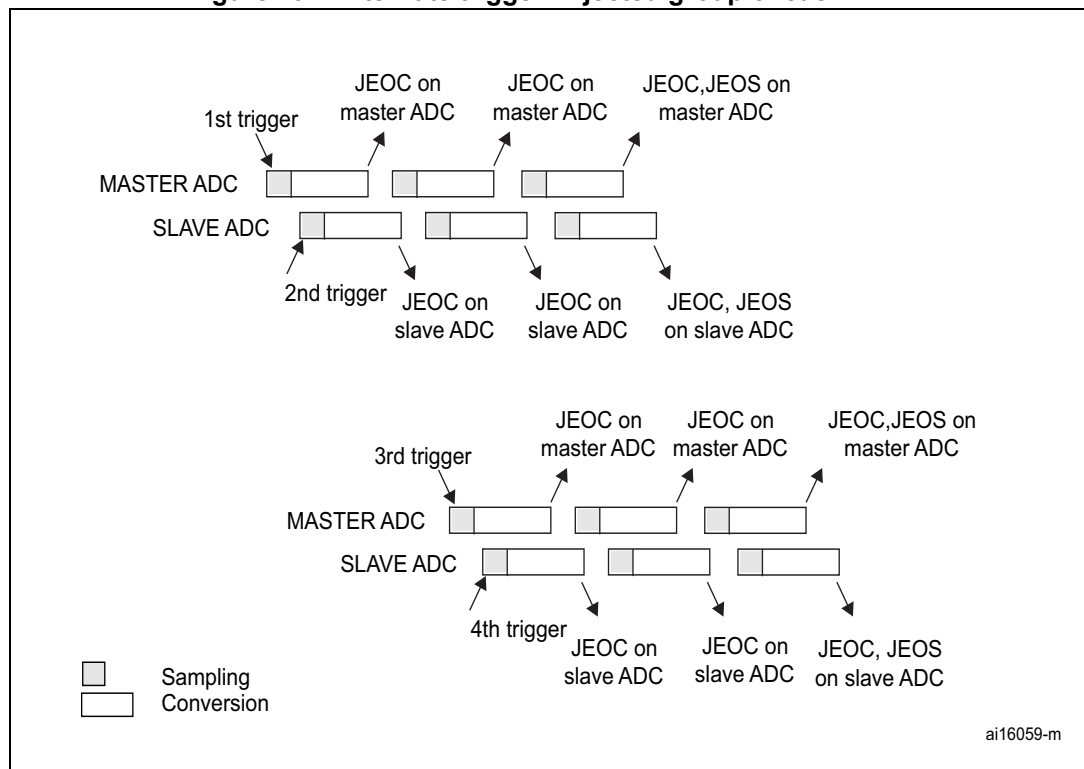 JEOC on
master ADC
JEOC on
master ADC
JEOC,JEOS on
master ADC
1st trigger
MASTER ADC
SLAVE ADC
2nd trigger
JEOC on
slave ADC
JEOC on
slave ADC
JEOC, JEOS
on slave ADC
JEOC on
master ADC
JEOC on
master ADC
JEOC,JEOS on
master ADC
3rd trigger
MASTER ADC
SLAVE ADC
4th trigger
JEOC on
slave ADC
JEOC on
slave ADC
JEOC, JEOS
on slave ADC
Sampling
Conversion
ai16059-m